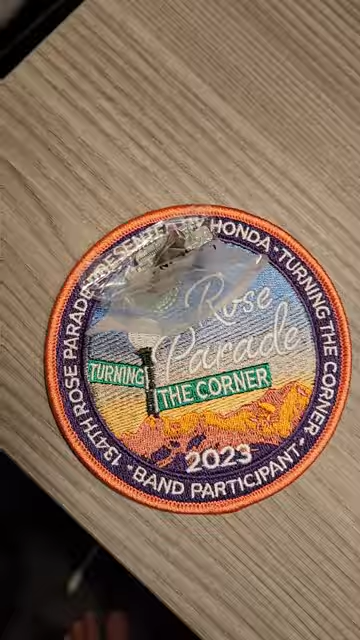 134TH ROSE PARADE PRESENTED BY HONDA • TURNING THE CORNER •
Rose
Parade
TURNING
THE CORNER
2023
• BAND PARTICIPANT •